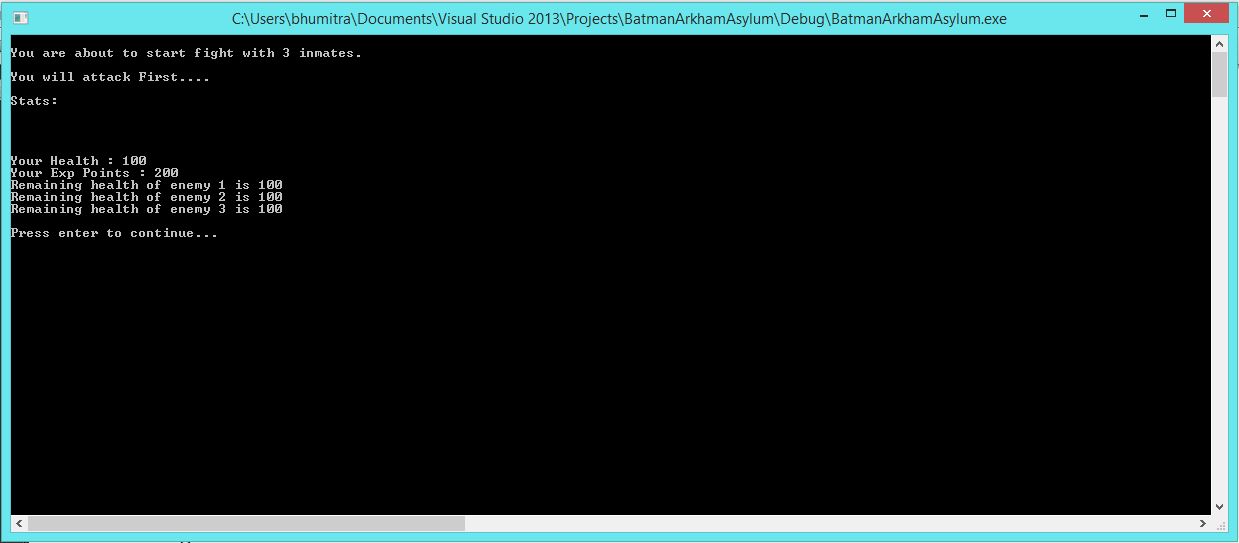 C:\Users\bhumitra\Documents\Visual Studio 2013\Projects\BatmanArkhamAsylum\Debug\BatmanArkhamAsylum.exe
You are about to start fight with 3 inmates.
You will attack First....
Stats:
Your Health : 100
Your Exp Points : 200
Remaining health of enemy 1 is 100
Remaining health of enemy 2 is 100
Remaining health of enemy 3 is 100
Press enter to continue...